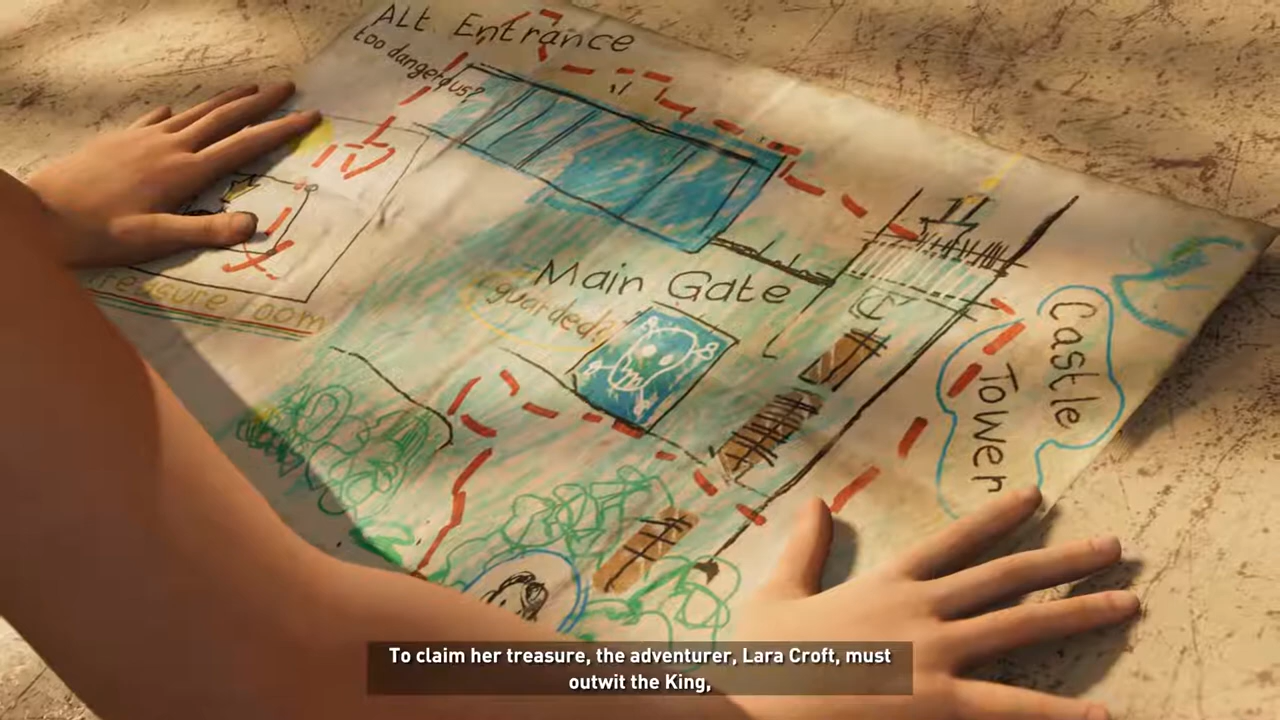 ALt. Entrance
too dangerous?
Main Gate
(guarded?)
treasure room
Castle
Tower
To claim her treasure, the adventurer, Lara Croft, must
outwit the King,